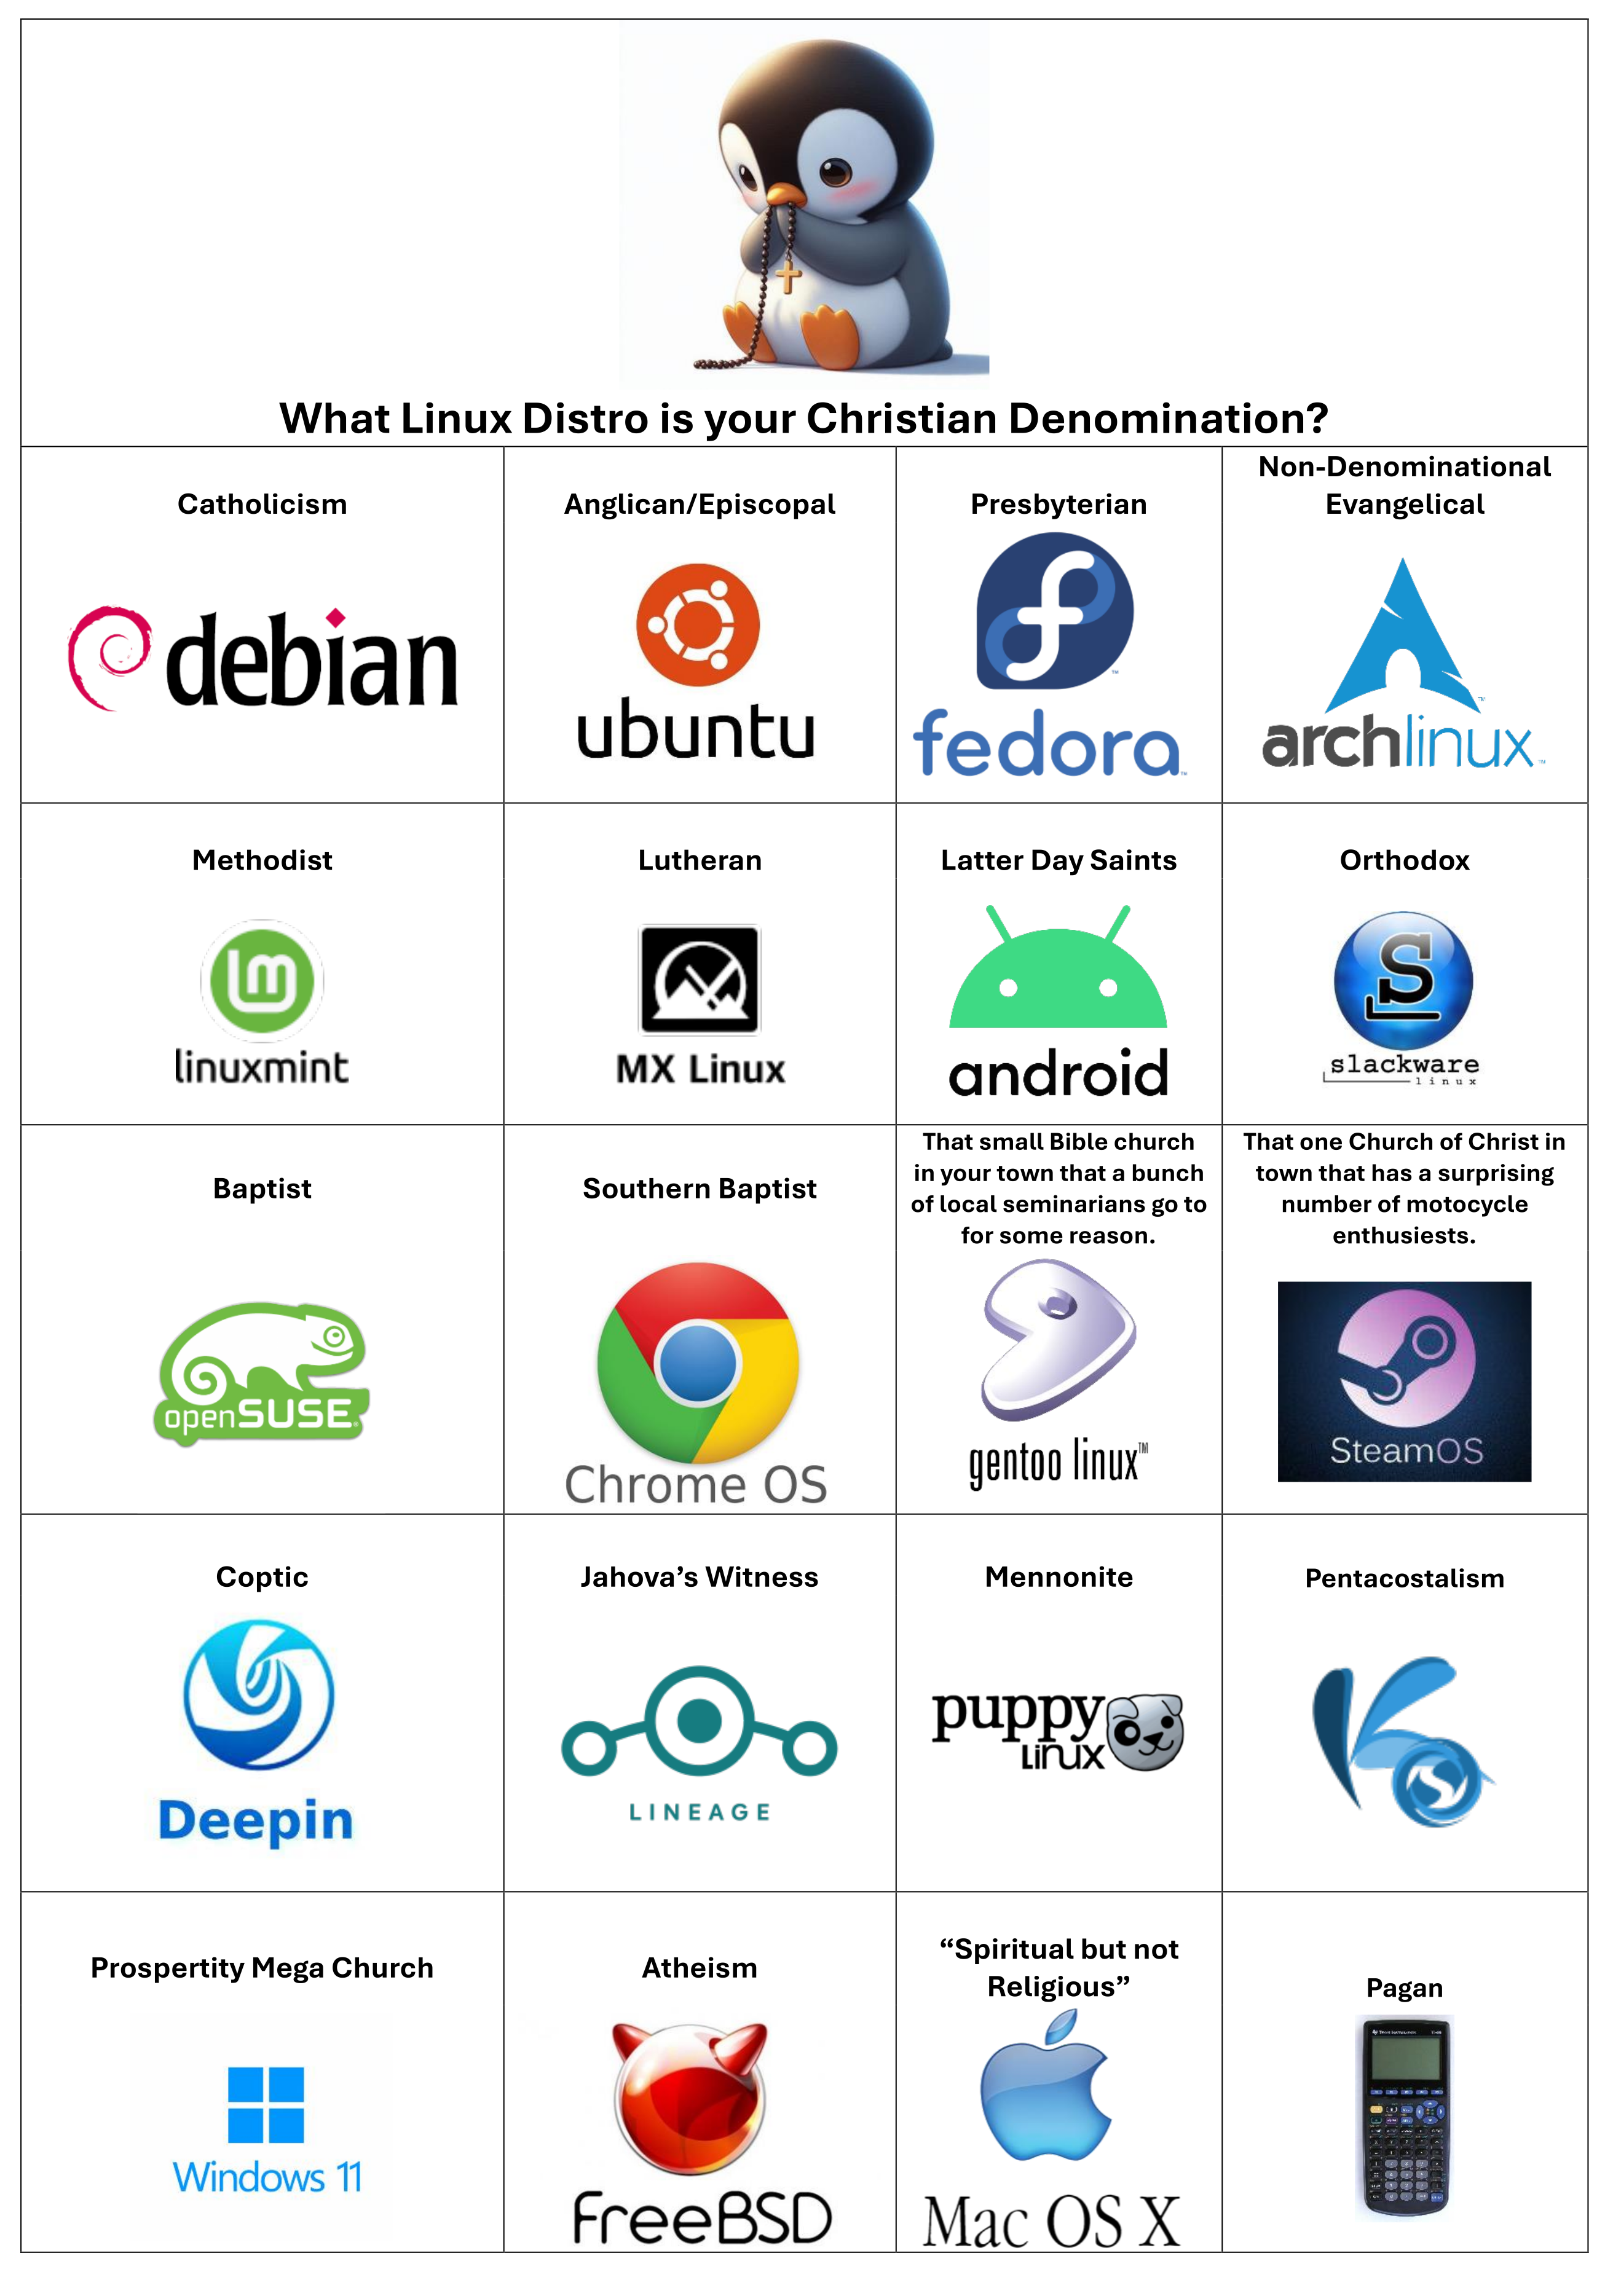 What Linux Distro is your Christian Denomination?
Catholicism
debian
Anglican/Episcopal
ubuntu
Presbyterian
fedora™
Non-Denominational
Evangelical
archlinux™
Methodist
linuxmint
Lutheran
MX Linux
Latter Day Saints
android
Orthodox
slackware
linux
Baptist
openSUSE
Southern Baptist
Chrome OS
That small Bible church
in your town that a bunch
of local seminarians go to
for some reason.
gentoo linux™
That one Church of Christ in
town that has a surprising
number of motocycle
enthusiests.
SteamOS
Coptic
Deepin
Jahova’s Witness
LINEAGE
Mennonite
puppy
Linux
Pentacostalism
Prospertity Mega Church
Windows 11
Atheism
FreeBSD
“Spiritual but not
Religious”
Mac OS X
Pagan